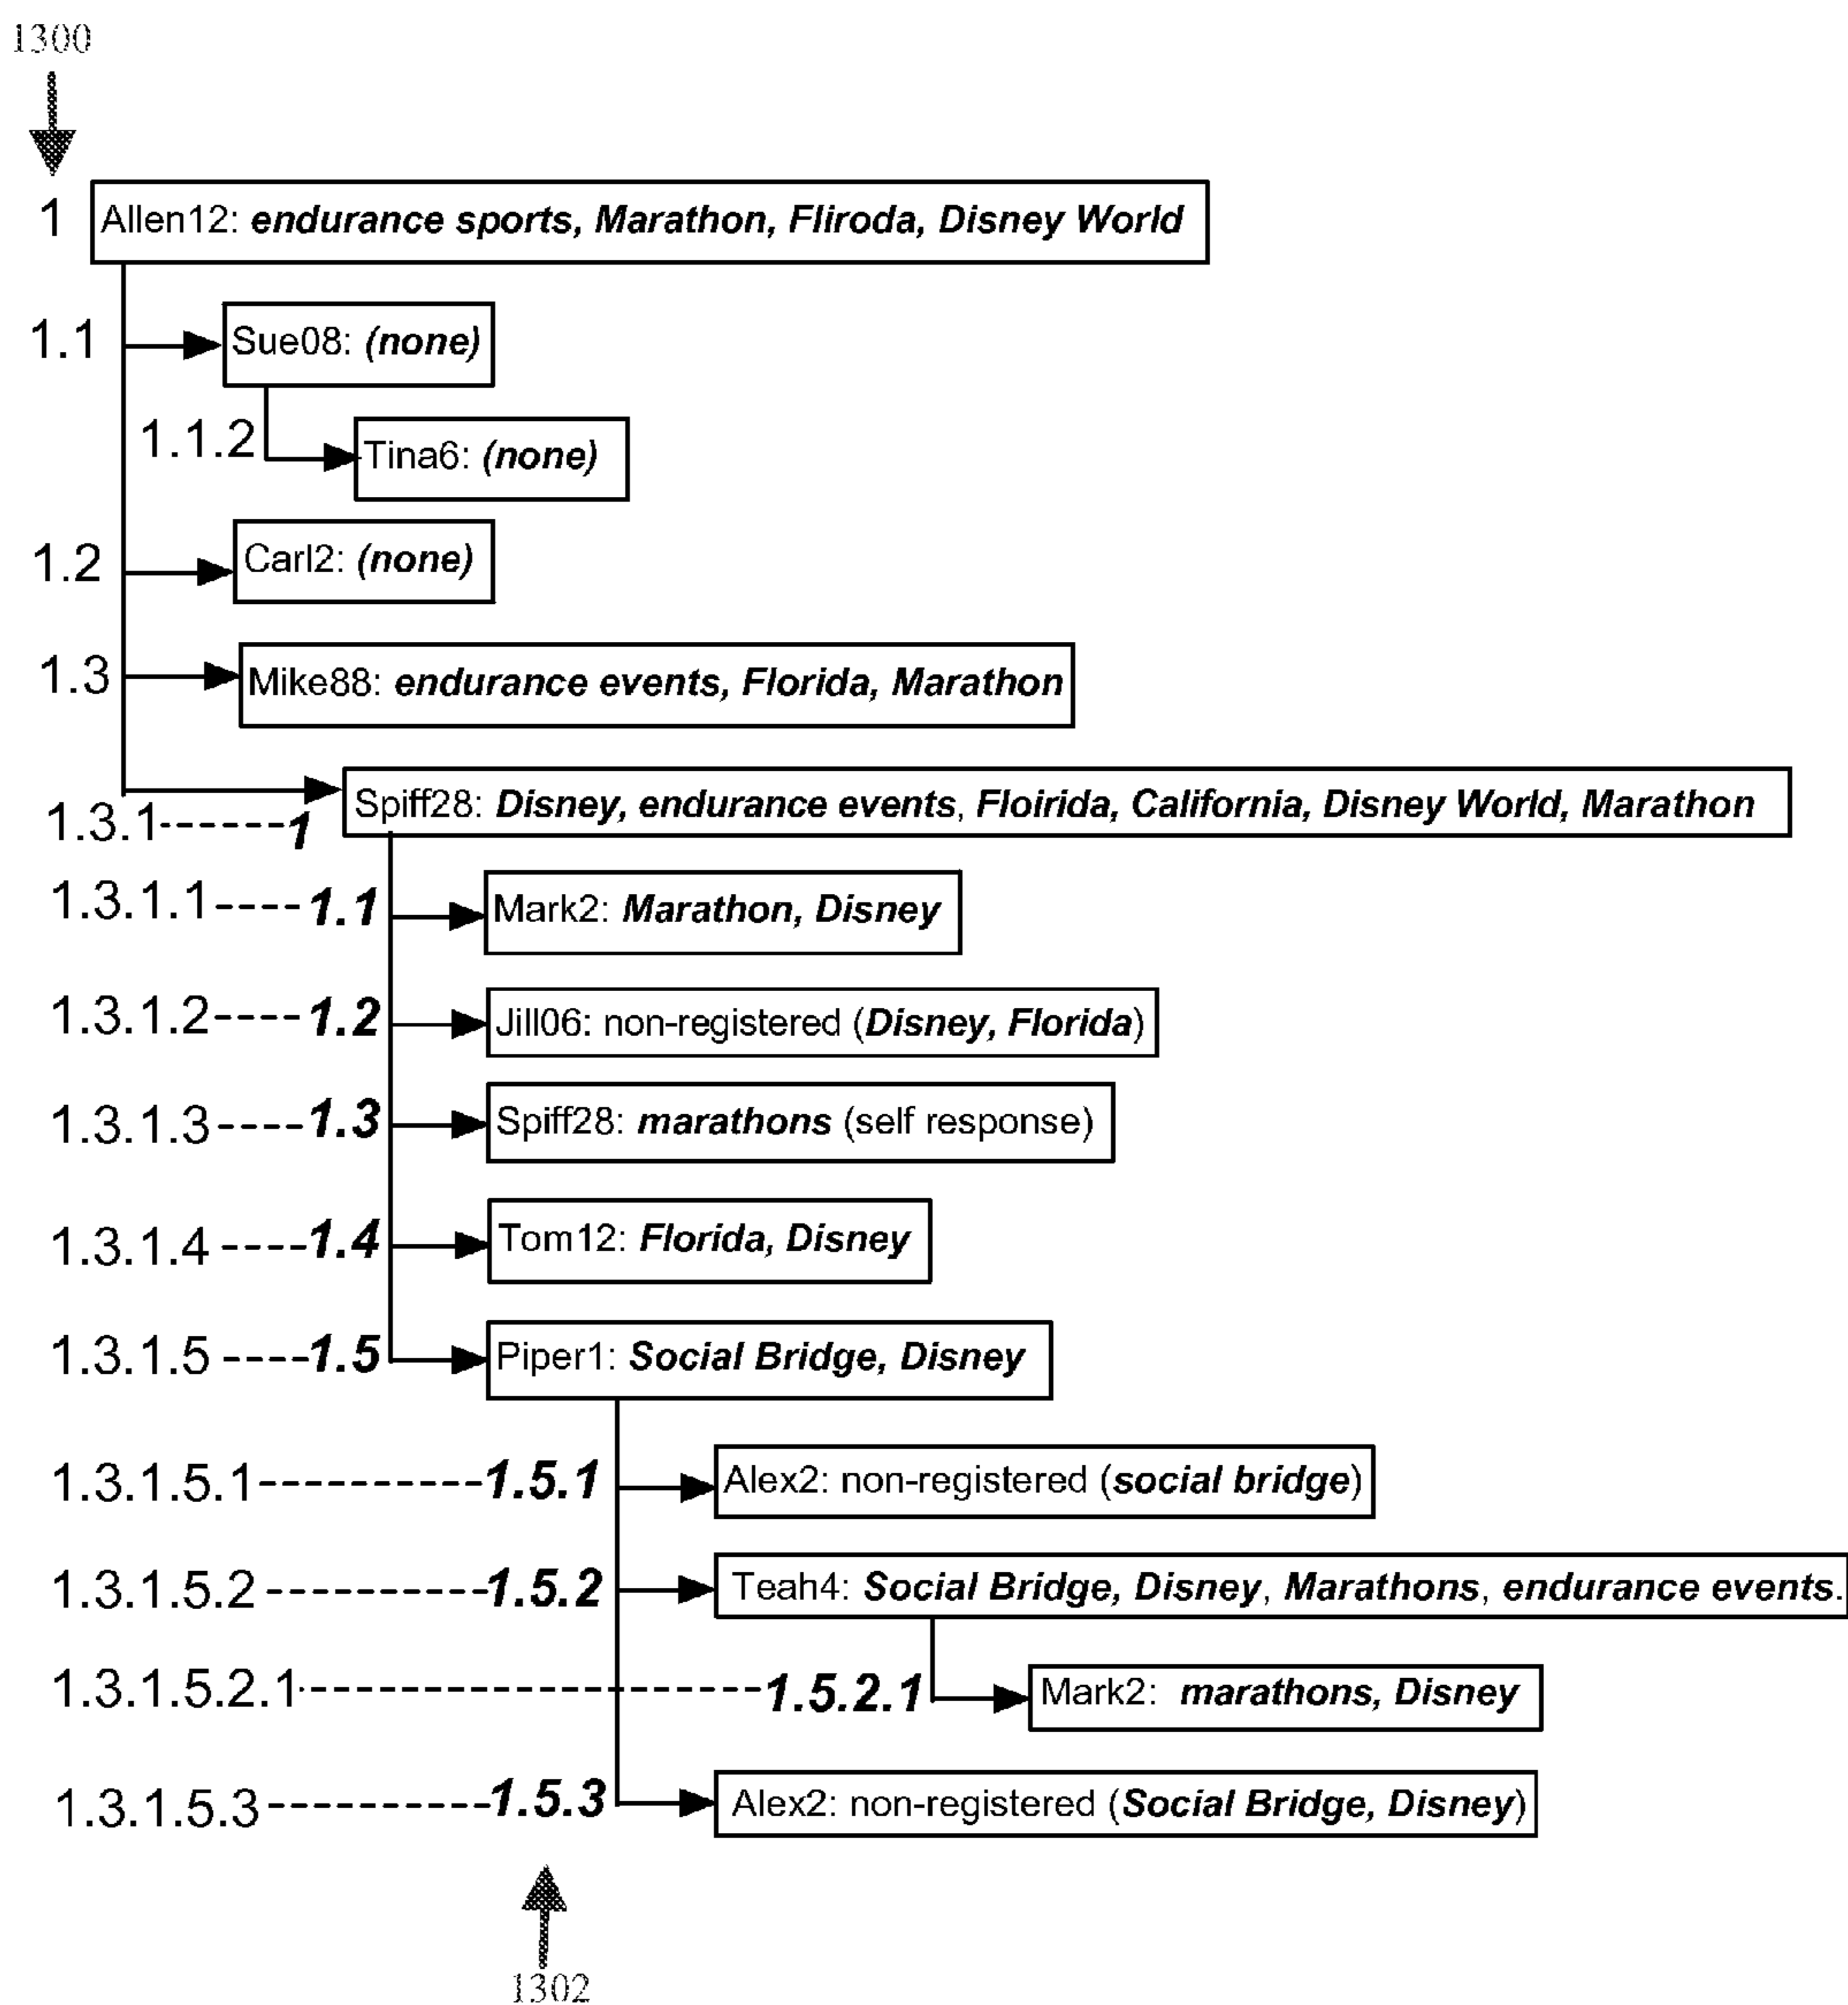 1300
1 Allen12: endurance sports, Marathon, Fliroda, Disney World
1.1 Sue08: (none)
1.1.2 Tina6: (none)
1.2 Carl2: (none)
1.3 Mike88: endurance events, Florida, Marathon
Spiff28: Disney, endurance events, Floirida, California, Disney World, Marathon
1.3.1------1
1.3.1.1----1.1 Mark2: Marathon, Disney
1.3.1.2----1.2 Jill06: non-registered (Disney, Florida)
1.3.1.3----1.3 Spiff28: marathons (self response)
1.3.1.4 ----1.4 Tom12: Florida, Disney
1.3.1.5 ----1.5 Piper1: Social Bridge, Disney
1.3.1.5.1----------1.5.1 Alex2: non-registered (social bridge)
1.3.1.5.2 ----------1.5.2 Teah4: Social Bridge, Disney, Marathons, endurance events.
1.3.1.5.2.1--------------------1.5.2.1 Mark2: marathons, Disney
1.3.1.5.3----------1.5.3 Alex2: non-registered (Social Bridge, Disney)
1302